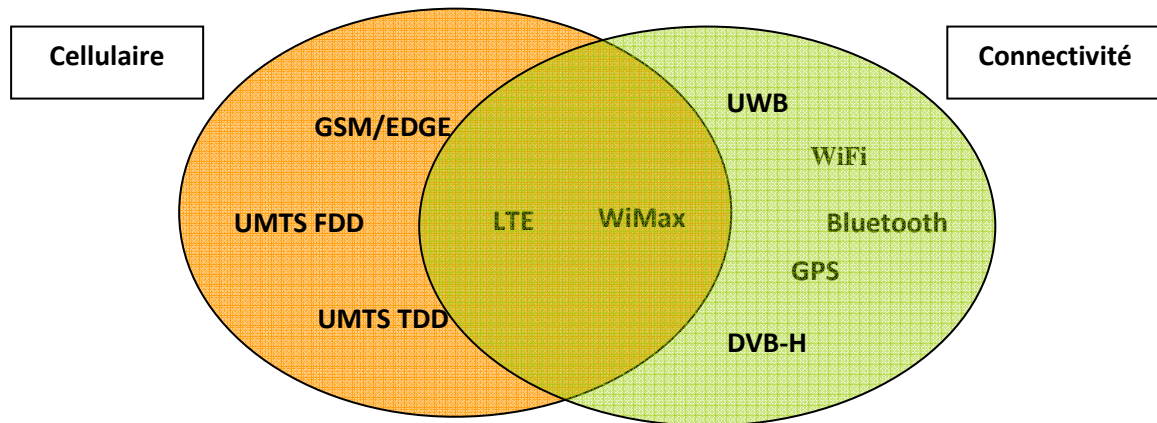 Cellulaire
Connectivité
UWB
GSM/EDGE
WiFi
UMTS FDD
LTE
WiMax
Bluetooth
GPS
UMTS TDD
DVB-H